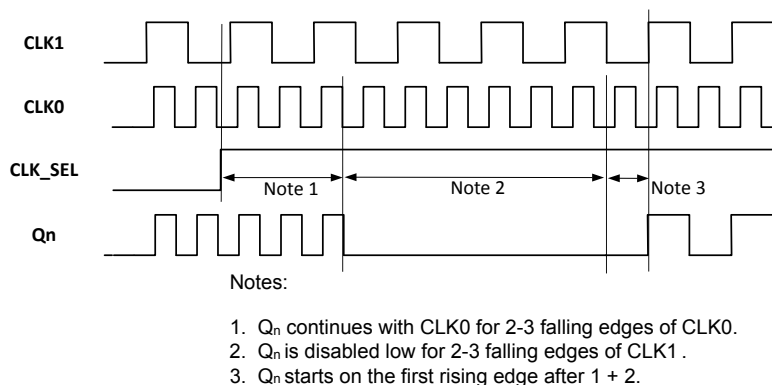 CLK1
CLK0
CLK_SEL
Note 1
Note 2
Note 3
Qn
Notes:
1. Qn continues with CLK0 for 2-3 falling edges of CLK0.
2. Qn is disabled low for 2-3 falling edges of CLK1 .
3. Qn starts on the first rising edge after 1 + 2.